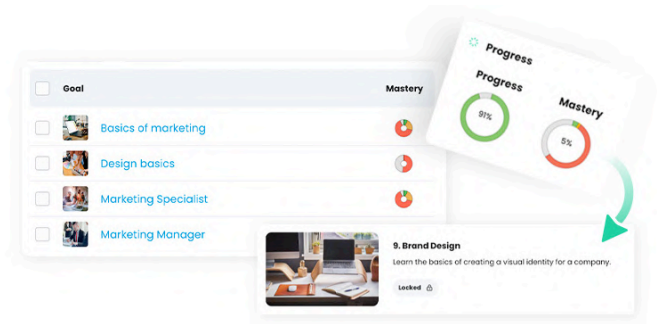 Goal
Mastery
Basics of marketing
Design basics
Marketing Specialist
Marketing Manager
Progress
Progress
91%
Mastery
5%
9. Brand Design
Learn the basics of creating a visual identity for a company.
Locked